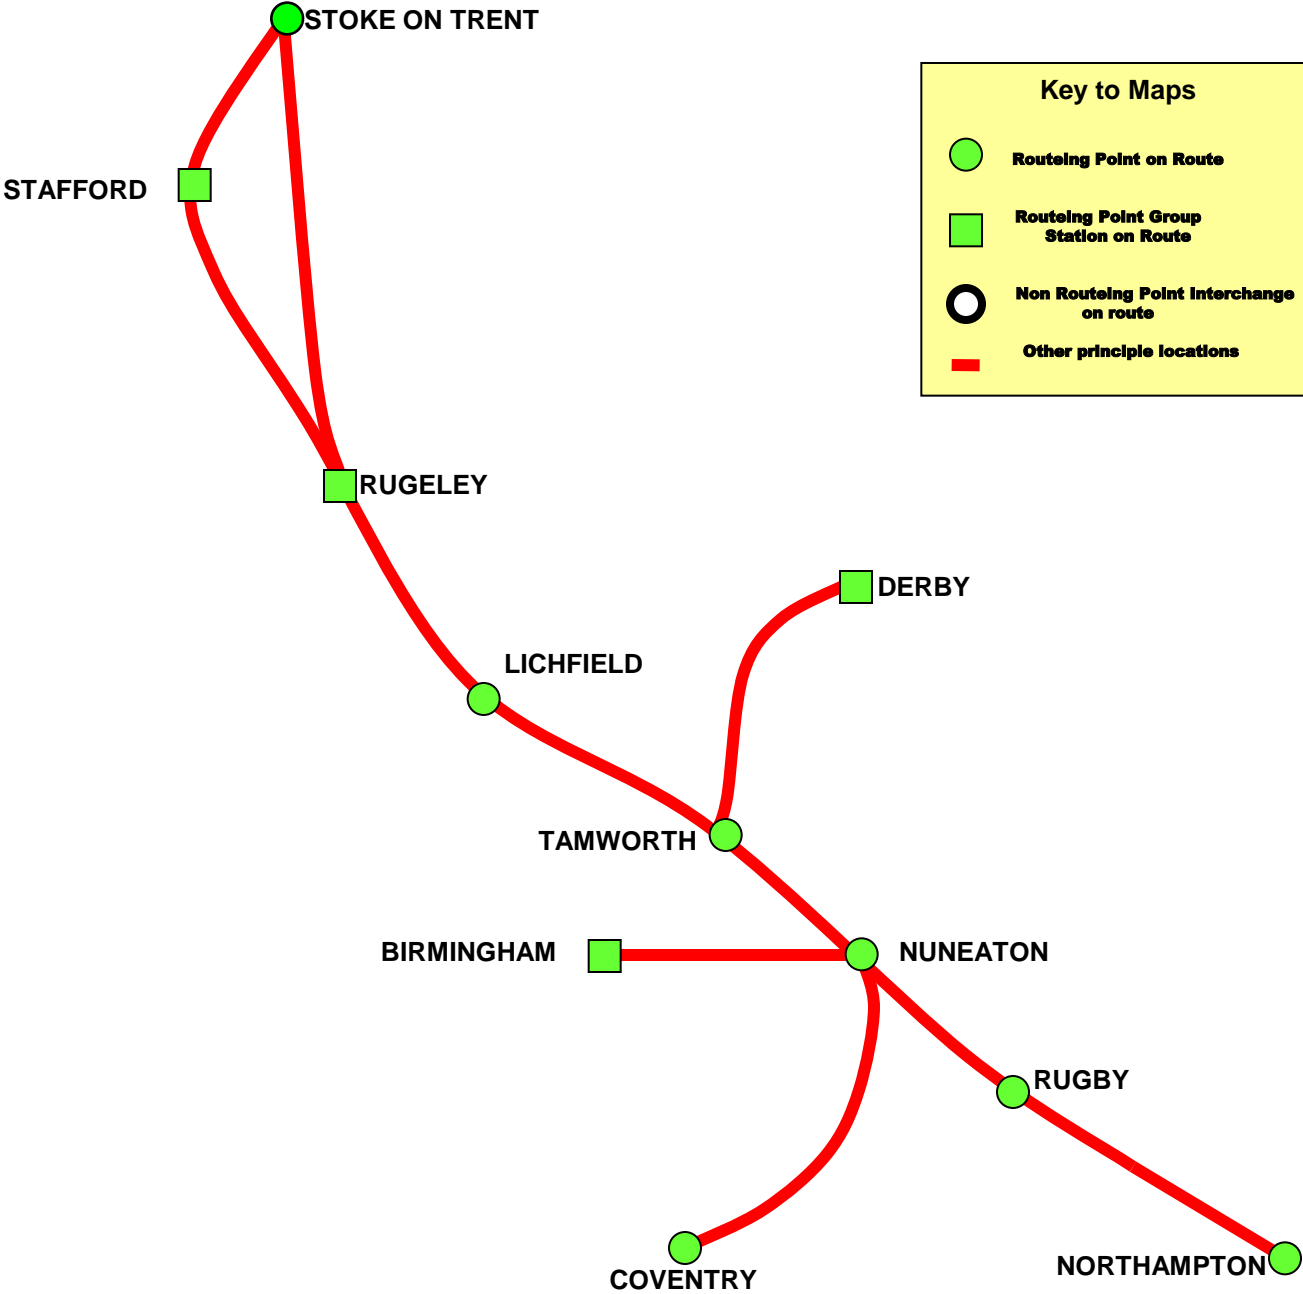 STOKE ON TRENT
Key to Maps
Routeing Point on Route
STAFFORD
Routeing Point Group
Station on Route
Non Routeing Point Interchange
on route
Other principle locations
RUGELEY
DERBY
LICHFIELD
TAMWORTH
BIRMINGHAM
NUNEATON
RUGBY
NORTHAMPTON
COVENTRY